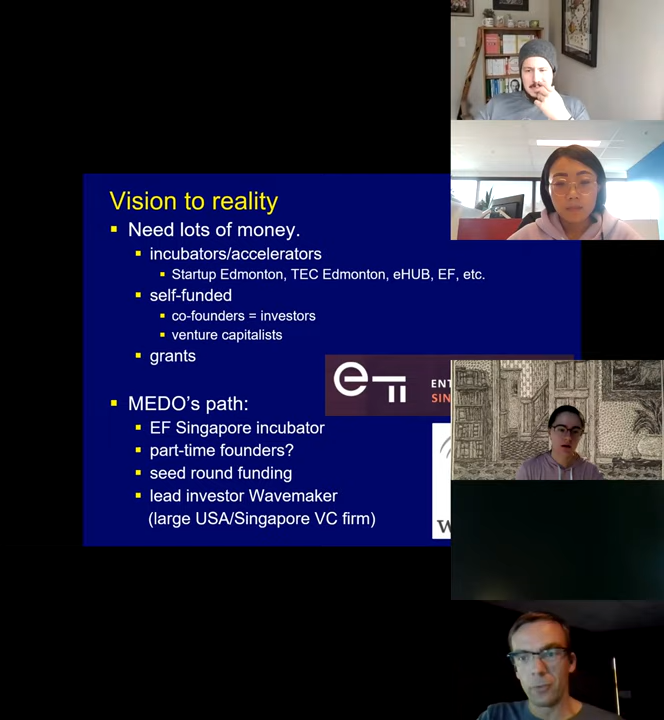 Vision to reality
Need lots of money.
incubators/accelerators
Startup Edmonton, TEC Edmonton, eHUB, EF, etc.
self-funded
co-founders = investors
venture capitalists
grants
MEDO's path:
EF Singapore incubator
part-time founders?
seed round funding
lead investor Wavemaker
(large USA/Singapore VC firm)